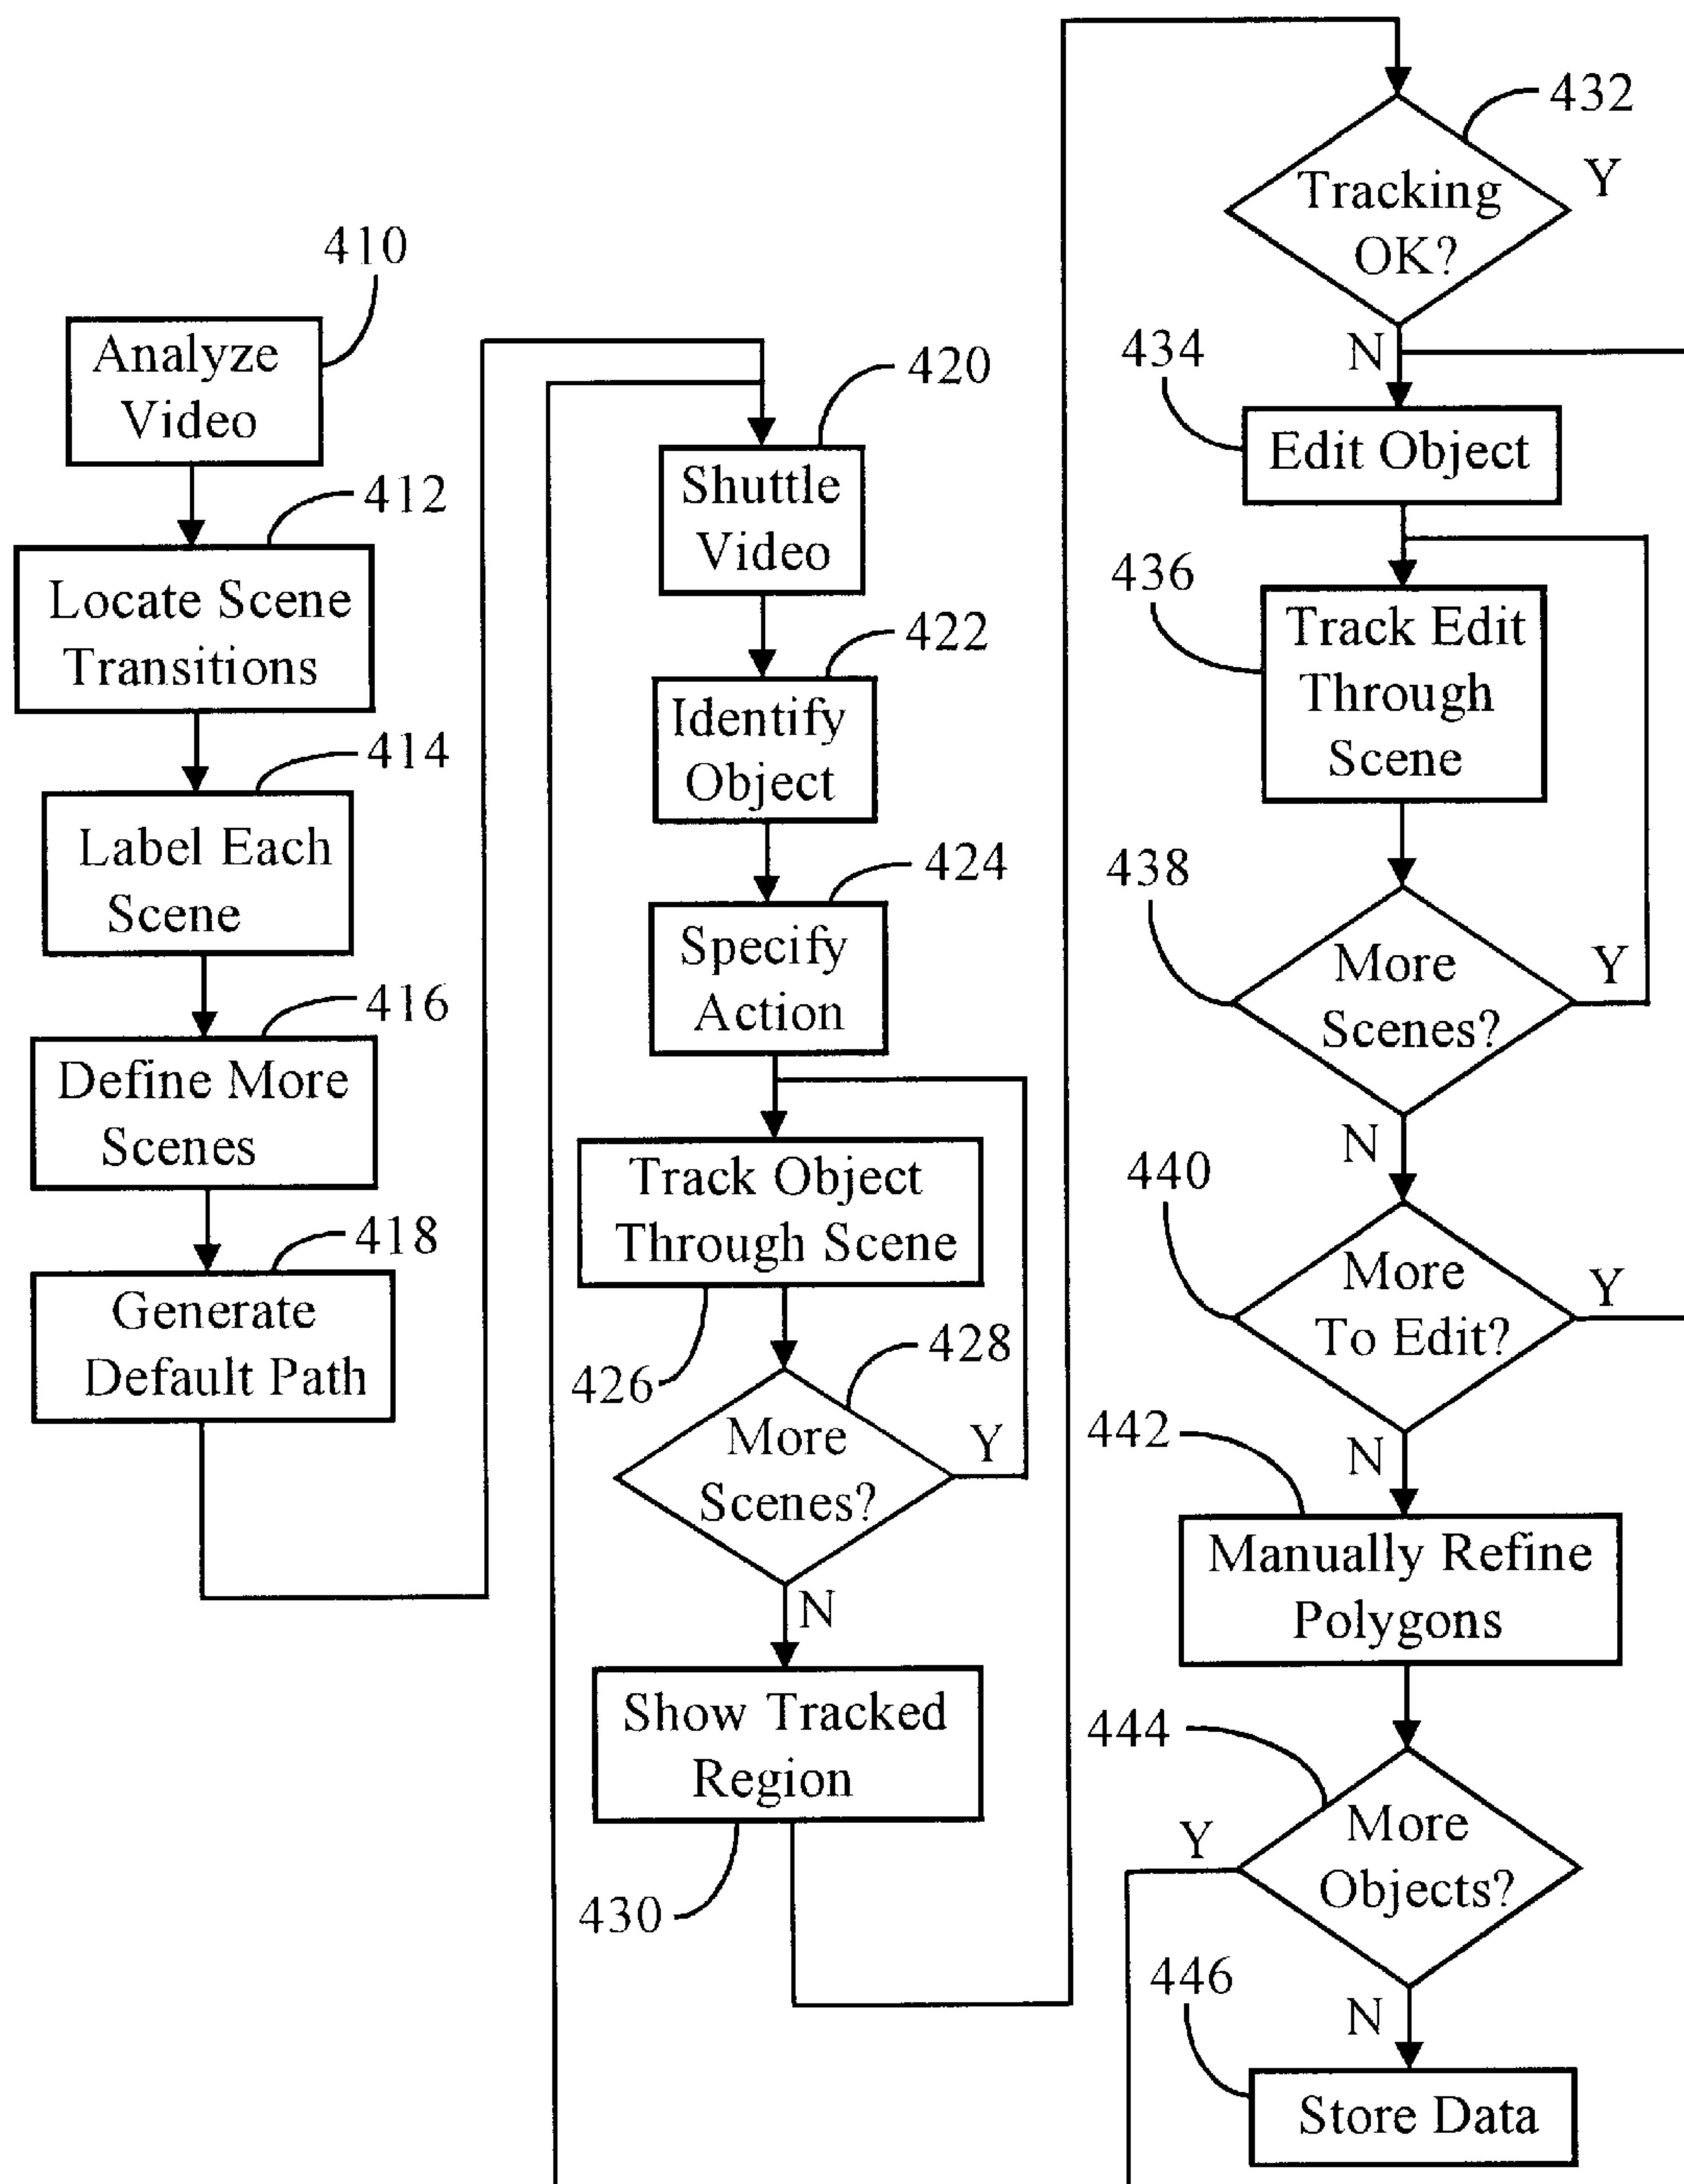 410
Analyze
Video
412
Locate Scene
Transitions
414
Label Each
Scene
416
Define More
Scenes
418
Generate
Default Path
420
Shuttle
Video
422
Identify
Object
424
Specify
Action
Track Object
Through Scene
426
428
More
Scenes?
Y
N
Show Tracked
Region
430
432
Tracking
OK?
Y
N
434
Edit Object
436
Track Edit
Through
Scene
438
More
Scenes?
Y
N
440
More
To Edit?
Y
N
442
Manually Refine
Polygons
444
More
Objects?
Y
N
446
Store Data